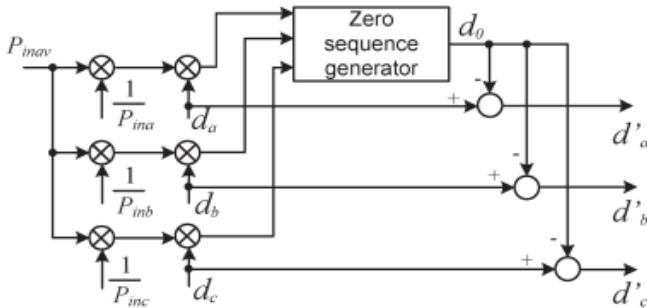 P_inav
Zero
sequence
generator
d_0
1/P_ina
d_a
-
+
d'_a
1/P_inb
d_b
-
+
d'_b
1/P_inc
d_c
-
+
d'_c